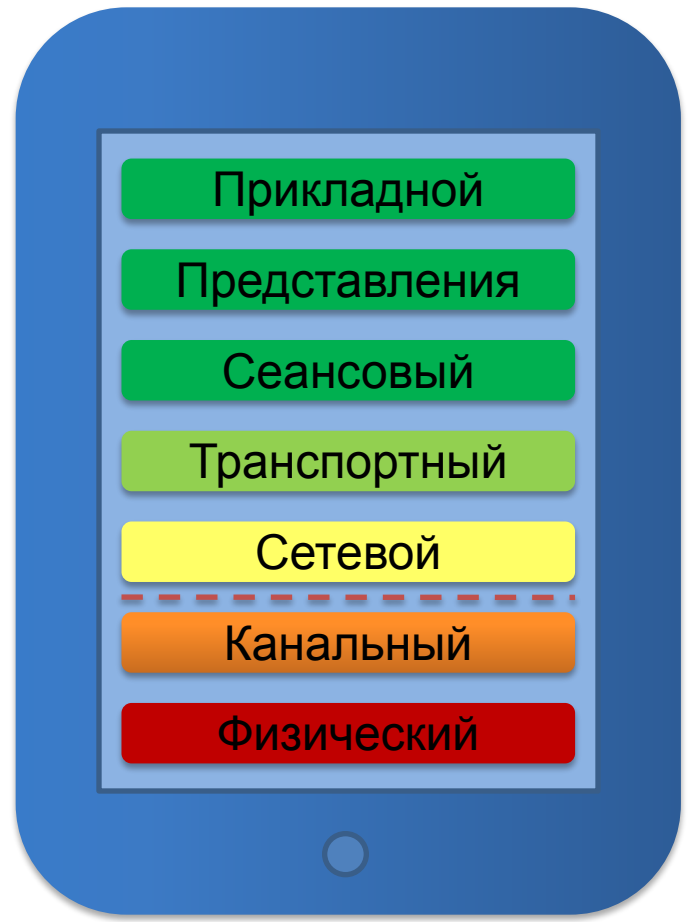 Прикладной
Представления
Сеансовый
Транспортный
Сетевой
Канальный
Физический